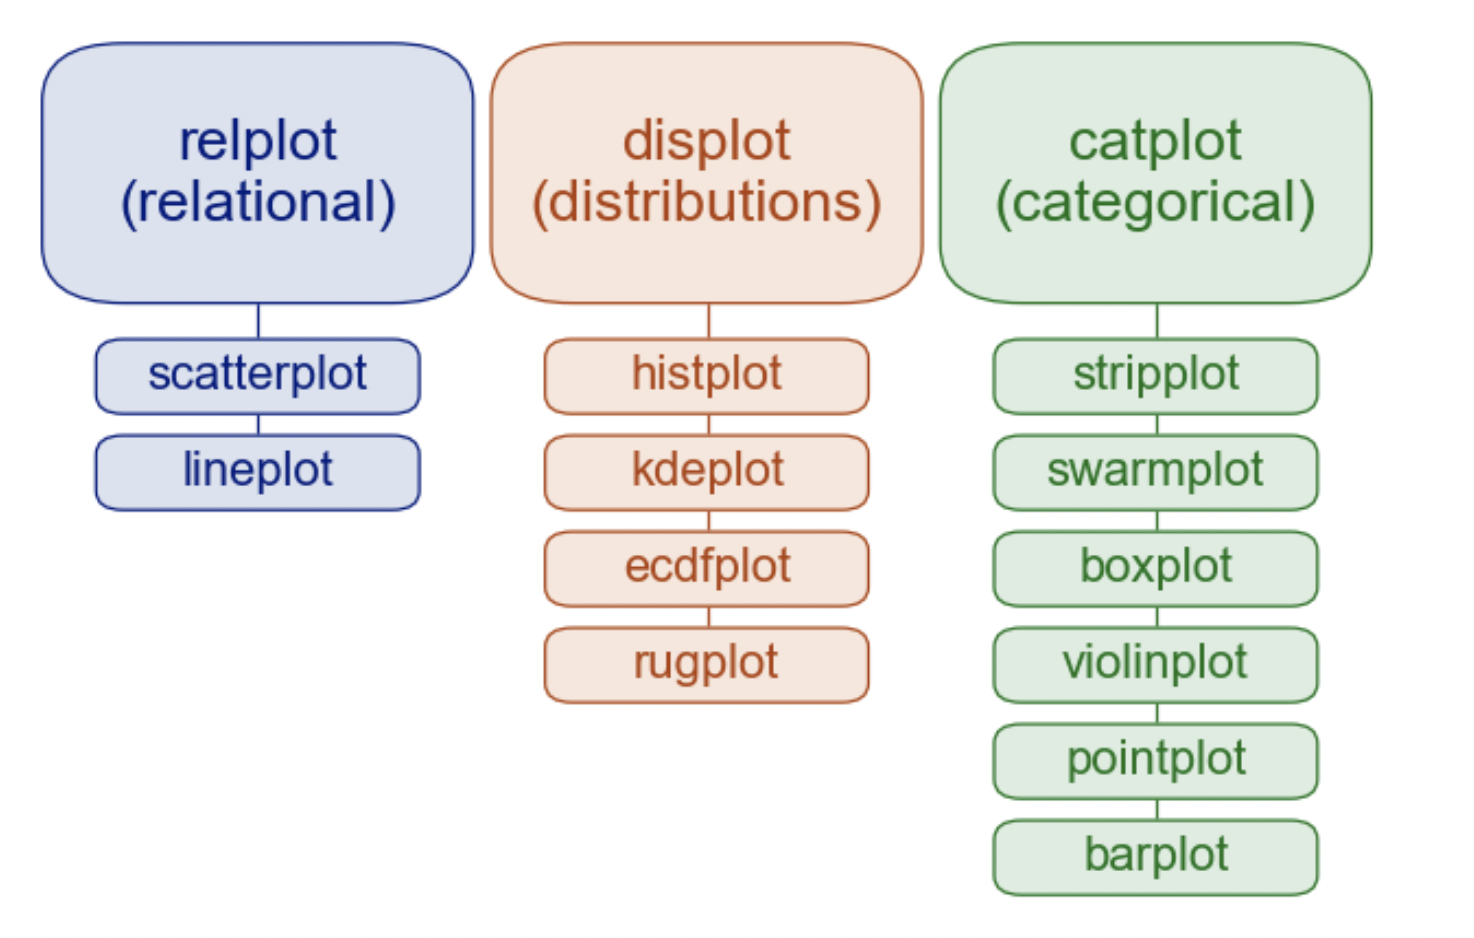 relplot
(relational)
scatterplot
lineplot
displot
(distributions)
histplot
kdeplot
ecdfplot
rugplot
catplot
(categorical)
stripplot
swarmplot
boxplot
violinplot
pointplot
barplot